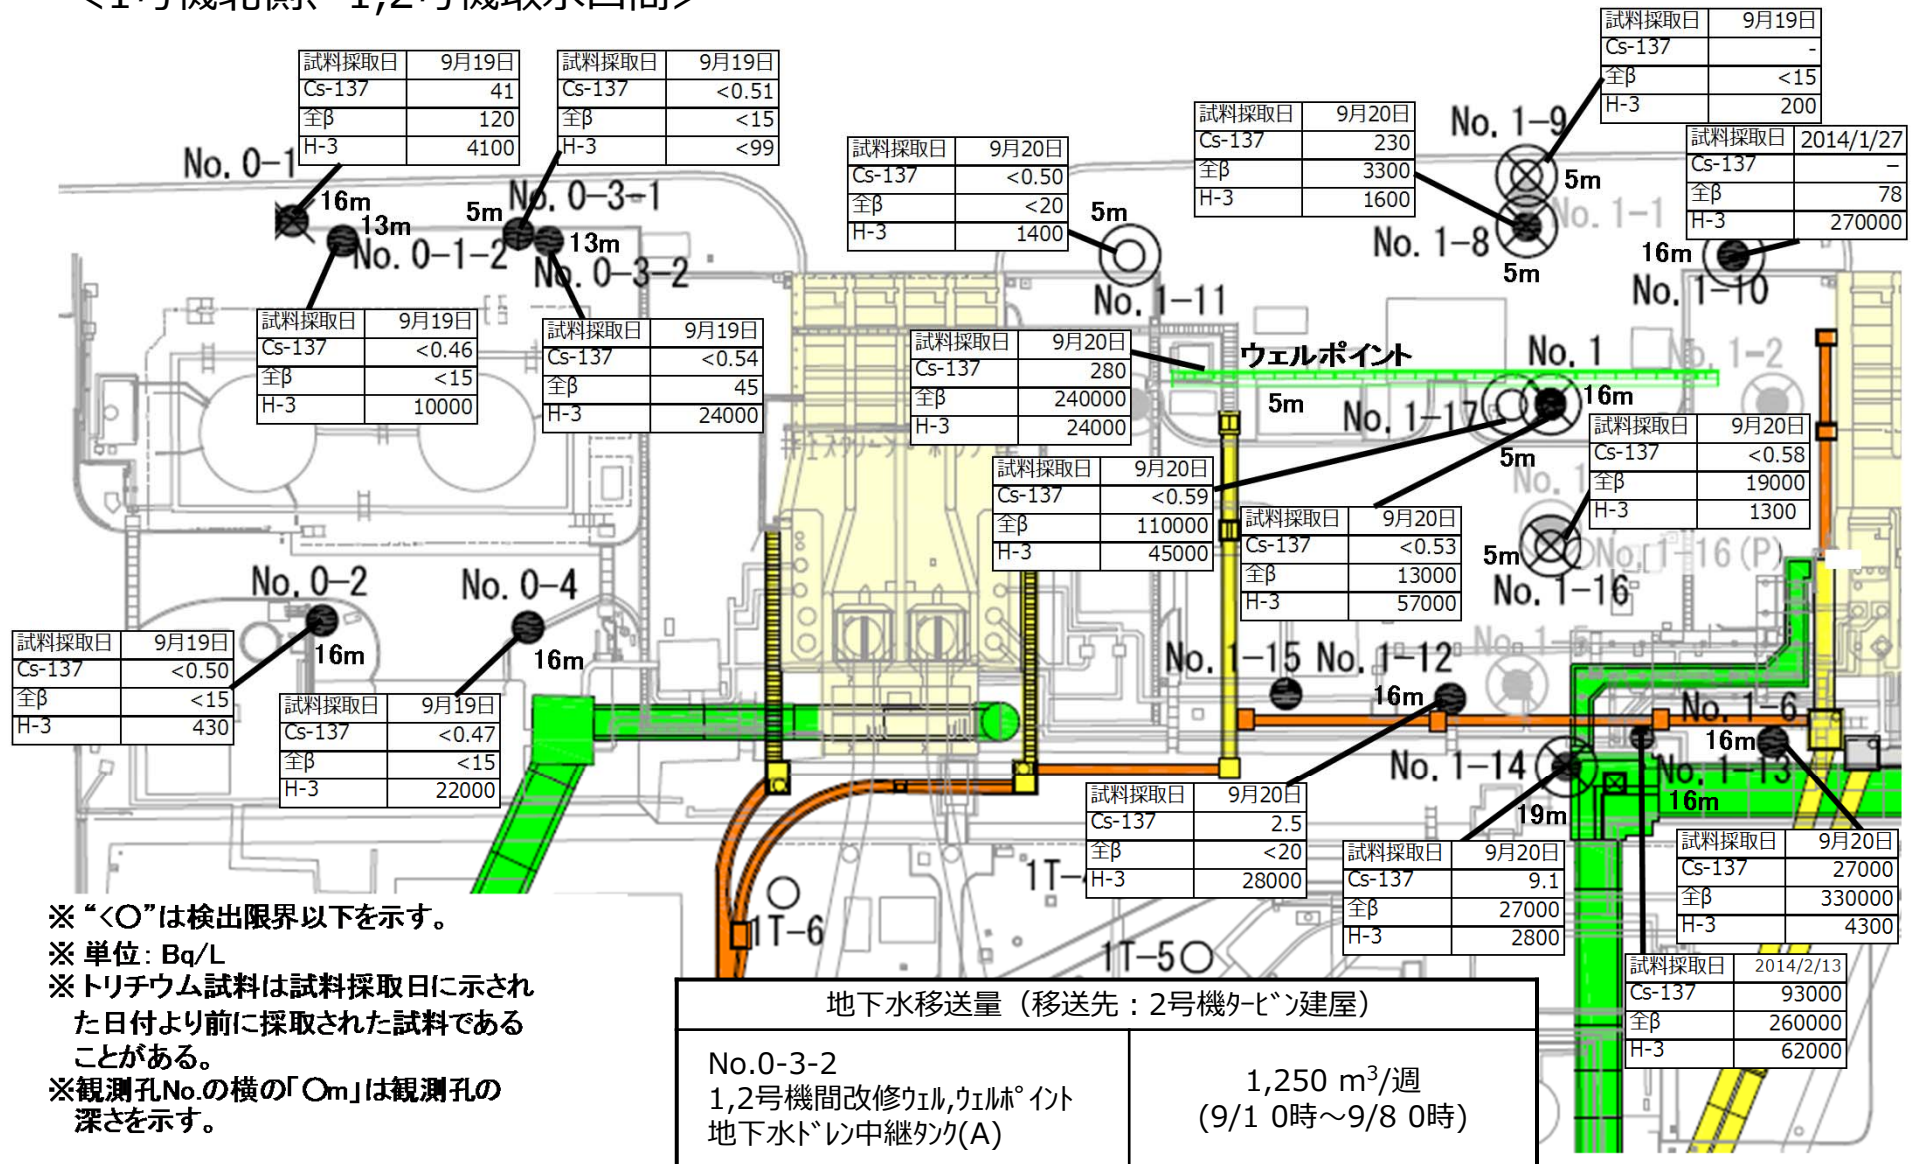 ＜1号機北側、1,2号機取水口間＞
試料採取日 9月19日
Cs-137 41
全β 120
H-3 4100
試料採取日 9月19日
Cs-137 <0.51
全β <15
H-3 <99
試料採取日 9月20日
Cs-137 <0.50
全β <20
H-3 1400
試料採取日 9月20日
Cs-137 230
全β 3300
H-3 1600
試料採取日 9月19日
Cs-137 -
全β <15
H-3 200
試料採取日 2014/1/27
Cs-137 −
全β 78
H-3 270000
No. 0-1
16m
13m
No. 0-1-2
5m
No. 0-3-1
13m
No. 0-3-2
5m
No. 1-11
No. 1-9
5m
No. 1-1
No. 1-8
5m
16m
No. 1-10
試料採取日 9月19日
Cs-137 <0.46
全β <15
H-3 10000
試料採取日 9月19日
Cs-137 <0.54
全β 45
H-3 24000
試料採取日 9月20日
Cs-137 280
全β 240000
H-3 24000
ウェルポイント
5m
No. 1
16m
No. 1-2
No. 1-17
5m
試料採取日 9月20日
Cs-137 <0.58
全β 19000
H-3 1300
試料採取日 9月20日
Cs-137 <0.59
全β 110000
H-3 45000
試料採取日 9月20日
Cs-137 <0.53
全β 13000
H-3 57000
5m
No. 1-16(P)
No. 1-16
No. 0-2
16m
No. 0-4
16m
No. 1-15
No. 1-12
16m
No. 1-5
No. 1-6
16m
No. 1-14
19m
No. 1-13
16m
試料採取日 9月19日
Cs-137 <0.50
全β <15
H-3 430
試料採取日 9月19日
Cs-137 <0.47
全β <15
H-3 22000
試料採取日 9月20日
Cs-137 2.5
全β <20
H-3 28000
試料採取日 9月20日
Cs-137 9.1
全β 27000
H-3 2800
試料採取日 9月20日
Cs-137 27000
全β 330000
H-3 4300
試料採取日 2014/2/13
Cs-137 93000
全β 260000
H-3 62000
1T-6
1T-5
※ “<〇”は検出限界以下を示す。
※ 単位: Bq/L
※ トリチウム試料は試料採取日に示され
た日付より前に採取された試料である
ことがある。
※観測孔No.の横の「〇m」は観測孔の
深さを示す。
地下水移送量（移送先：2号機ﾀｰﾋﾞﾝ建屋）
No.0-3-2
1,2号機間改修ｳｪﾙ,ｳｪﾙﾎﾟｲﾝﾄ
地下水ﾄﾞﾚﾝ中継ﾀﾝｸ(A)
1,250 m³/週
(9/1 0時～9/8 0時)